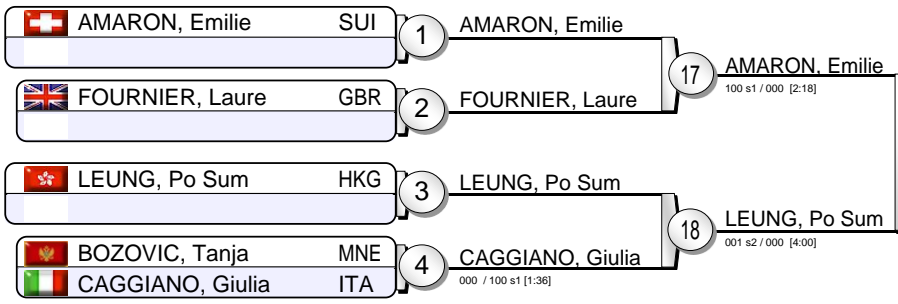 AMARON, Emilie SUI
1
AMARON, Emilie
17
AMARON, Emilie
100 s1 / 000 [2:18]
FOURNIER, Laure GBR
2
FOURNIER, Laure
LEUNG, Po Sum HKG
3
LEUNG, Po Sum
18
LEUNG, Po Sum
001 s2 / 000 [4:00]
BOZOVIC, Tanja MNE
CAGGIANO, Giulia ITA
4
CAGGIANO, Giulia
000 / 100 s1 [1:36]